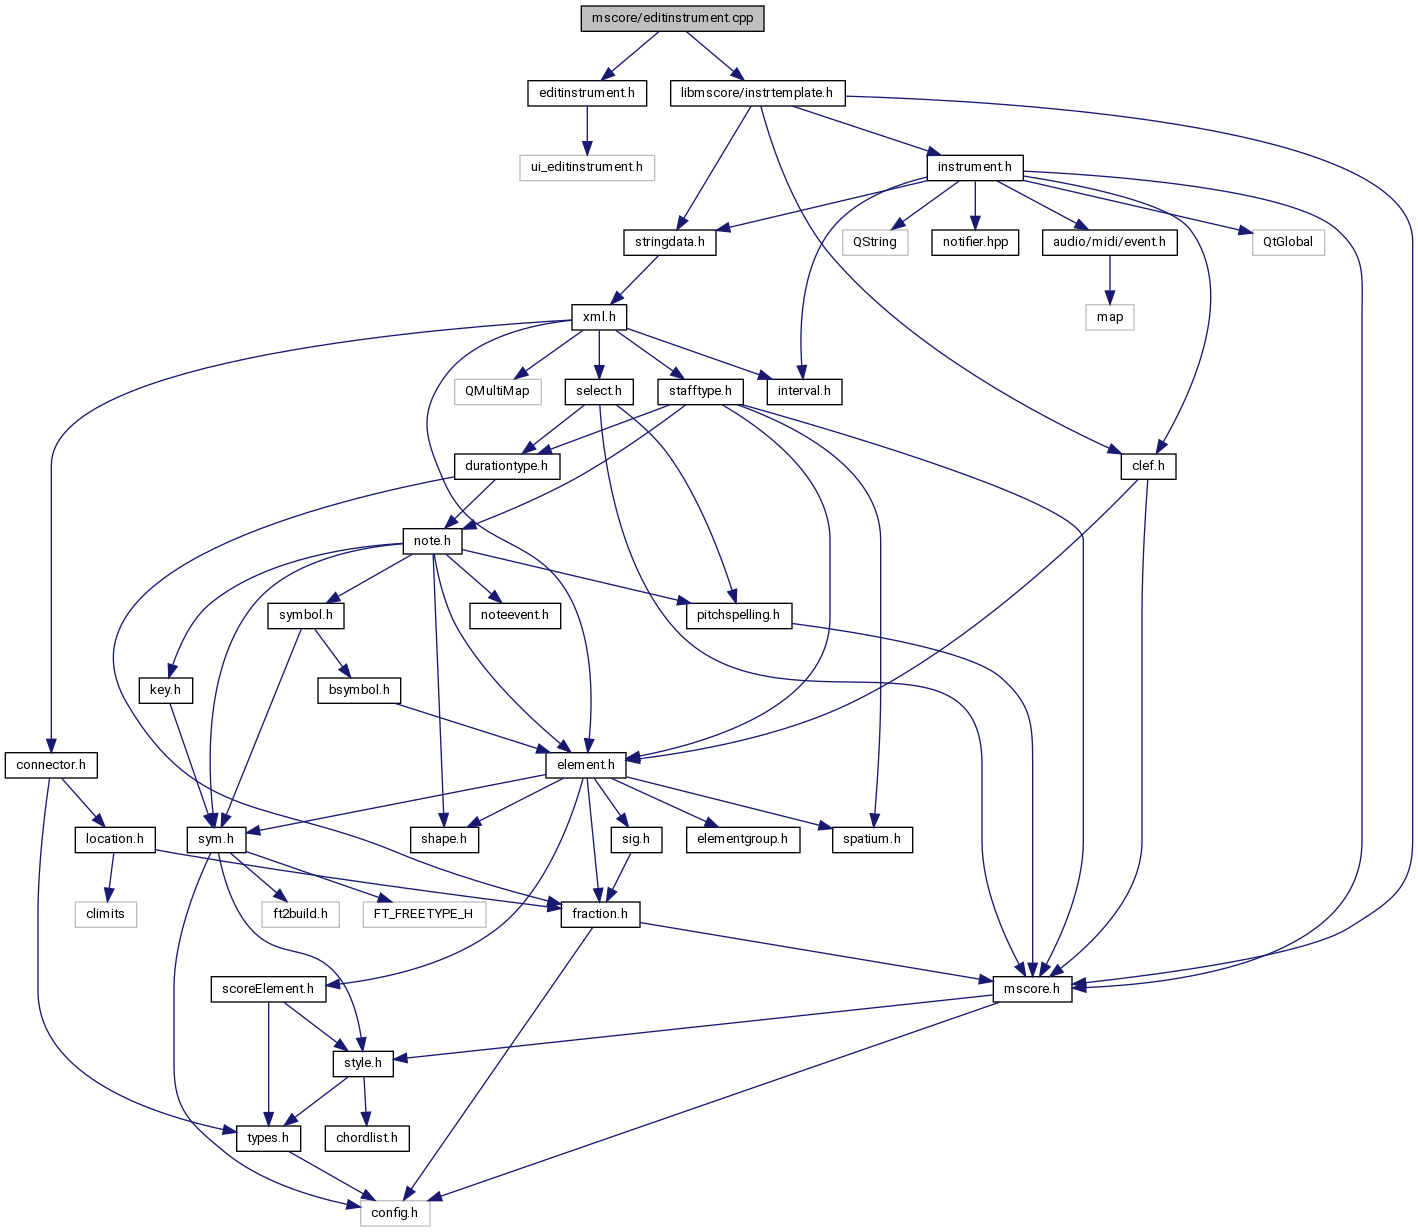 mscore/editinstrument.cpp
editinstrument.h
libmscore/instrtemplate.h
ui_editinstrument.h
instrument.h
stringdata.h
QString
notifier.hpp
audio/midi/event.h
QtGlobal
xml.h
map
QMultiMap
select.h
stafftype.h
interval.h
durationtype.h
clef.h
note.h
symbol.h
noteevent.h
pitchspelling.h
key.h
bsymbol.h
connector.h
element.h
location.h
sym.h
shape.h
sig.h
elementgroup.h
spatium.h
climits
ft2build.h
FT_FREETYPE_H
fraction.h
scoreElement.h
mscore.h
style.h
types.h
chordlist.h
config.h